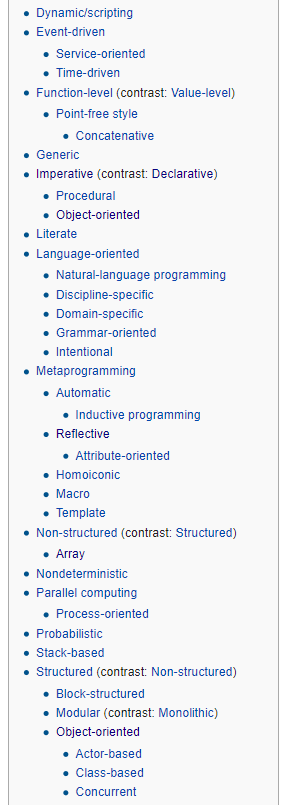 Dynamic/scripting
Event-driven
Service-oriented
Time-driven
Function-level (contrast: Value-level)
Point-free style
Concatenative
Generic
Imperative (contrast: Declarative)
Procedural
Object-oriented
Literate
Language-oriented
Natural-language programming
Discipline-specific
Domain-specific
Grammar-oriented
Intentional
Metaprogramming
Automatic
Inductive programming
Reflective
Attribute-oriented
Homoiconic
Macro
Template
Non-structured (contrast: Structured)
Array
Nondeterministic
Parallel computing
Process-oriented
Probabilistic
Stack-based
Structured (contrast: Non-structured)
Block-structured
Modular (contrast: Monolithic)
Object-oriented
Actor-based
Class-based
Concurrent